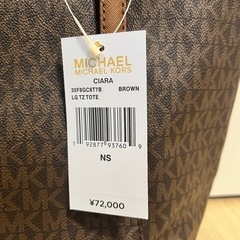 MICHAEL
MICHAEL KORS
CIARA
35F8GC6T7B BROWN
LG TZ TOTE
1 92877 93760 9
NS
¥72,000